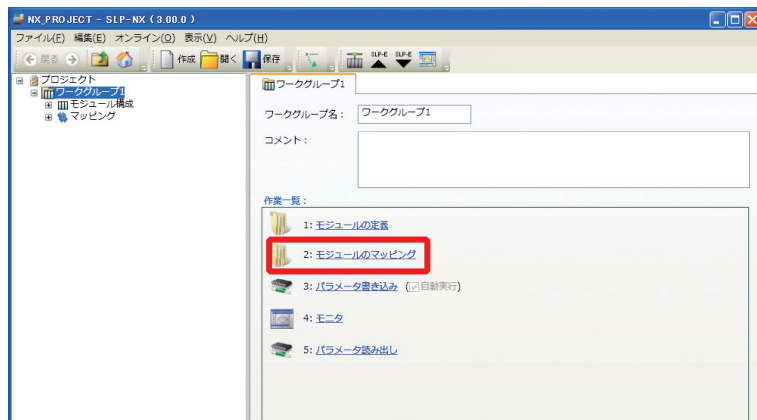 NX_PROJECT - SLP-NX ( 3.00.0 )
ファイル(F) 編集(E) オンライン(O) 表示(V) ヘルプ(H)
戻る 作成 開く 保存 SLP-E SLP-E
プロジェクト
ワークグループ1
モジュール構成
マッピング
ワークグループ1
ワークグループ名： ワークグループ1
コメント：
作業一覧：
1: モジュールの定義
2: モジュールのマッピング
3: パラメータ書き込み (自動実行)
4: モニタ
5: パラメータ読み出し